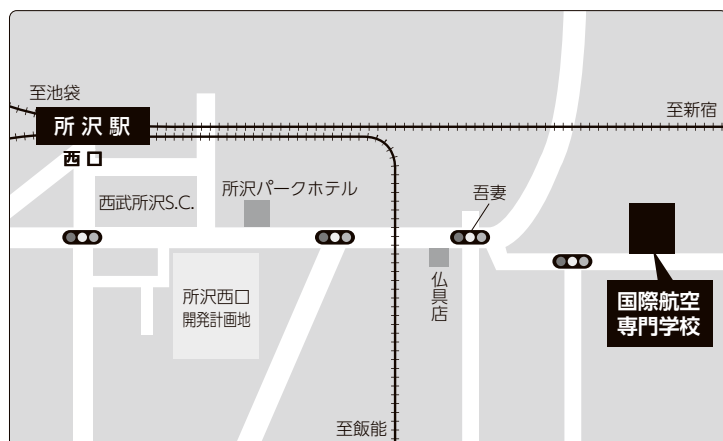 至池袋
所沢駅
西口
至新宿
西武所沢S.C.
所沢パークホテル
吾妻
仏具店
所沢西口
開発計画地
国際航空
専門学校
至飯能